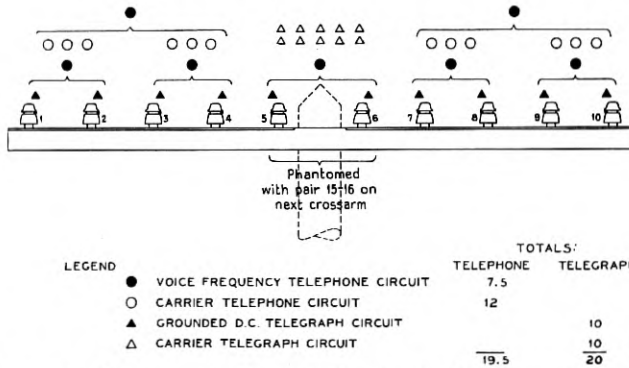 1 2 3 4 5 6 7 8 9 10
Phantomed
with pair 15-16 on
next crossarm
TOTALS:
LEGEND TELEPHONE TELEGRAPH
VOICE FREQUENCY TELEPHONE CIRCUIT 7.5
CARRIER TELEPHONE CIRCUIT 12
GROUNDED D.C. TELEGRAPH CIRCUIT 10
CARRIER TELEGRAPH CIRCUIT 10
19.5 20